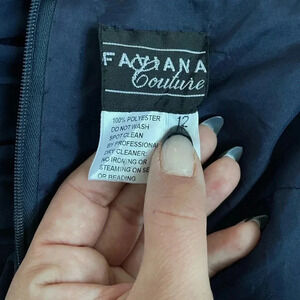 FAVIANA
Couture
100% POLYESTER
12
DO NOT WASH
SPOT CLEAN
BY PROFESSIONAL
DRY CLEANER:
NO IRONING OR
STEAMING ON SE
OR BEADING